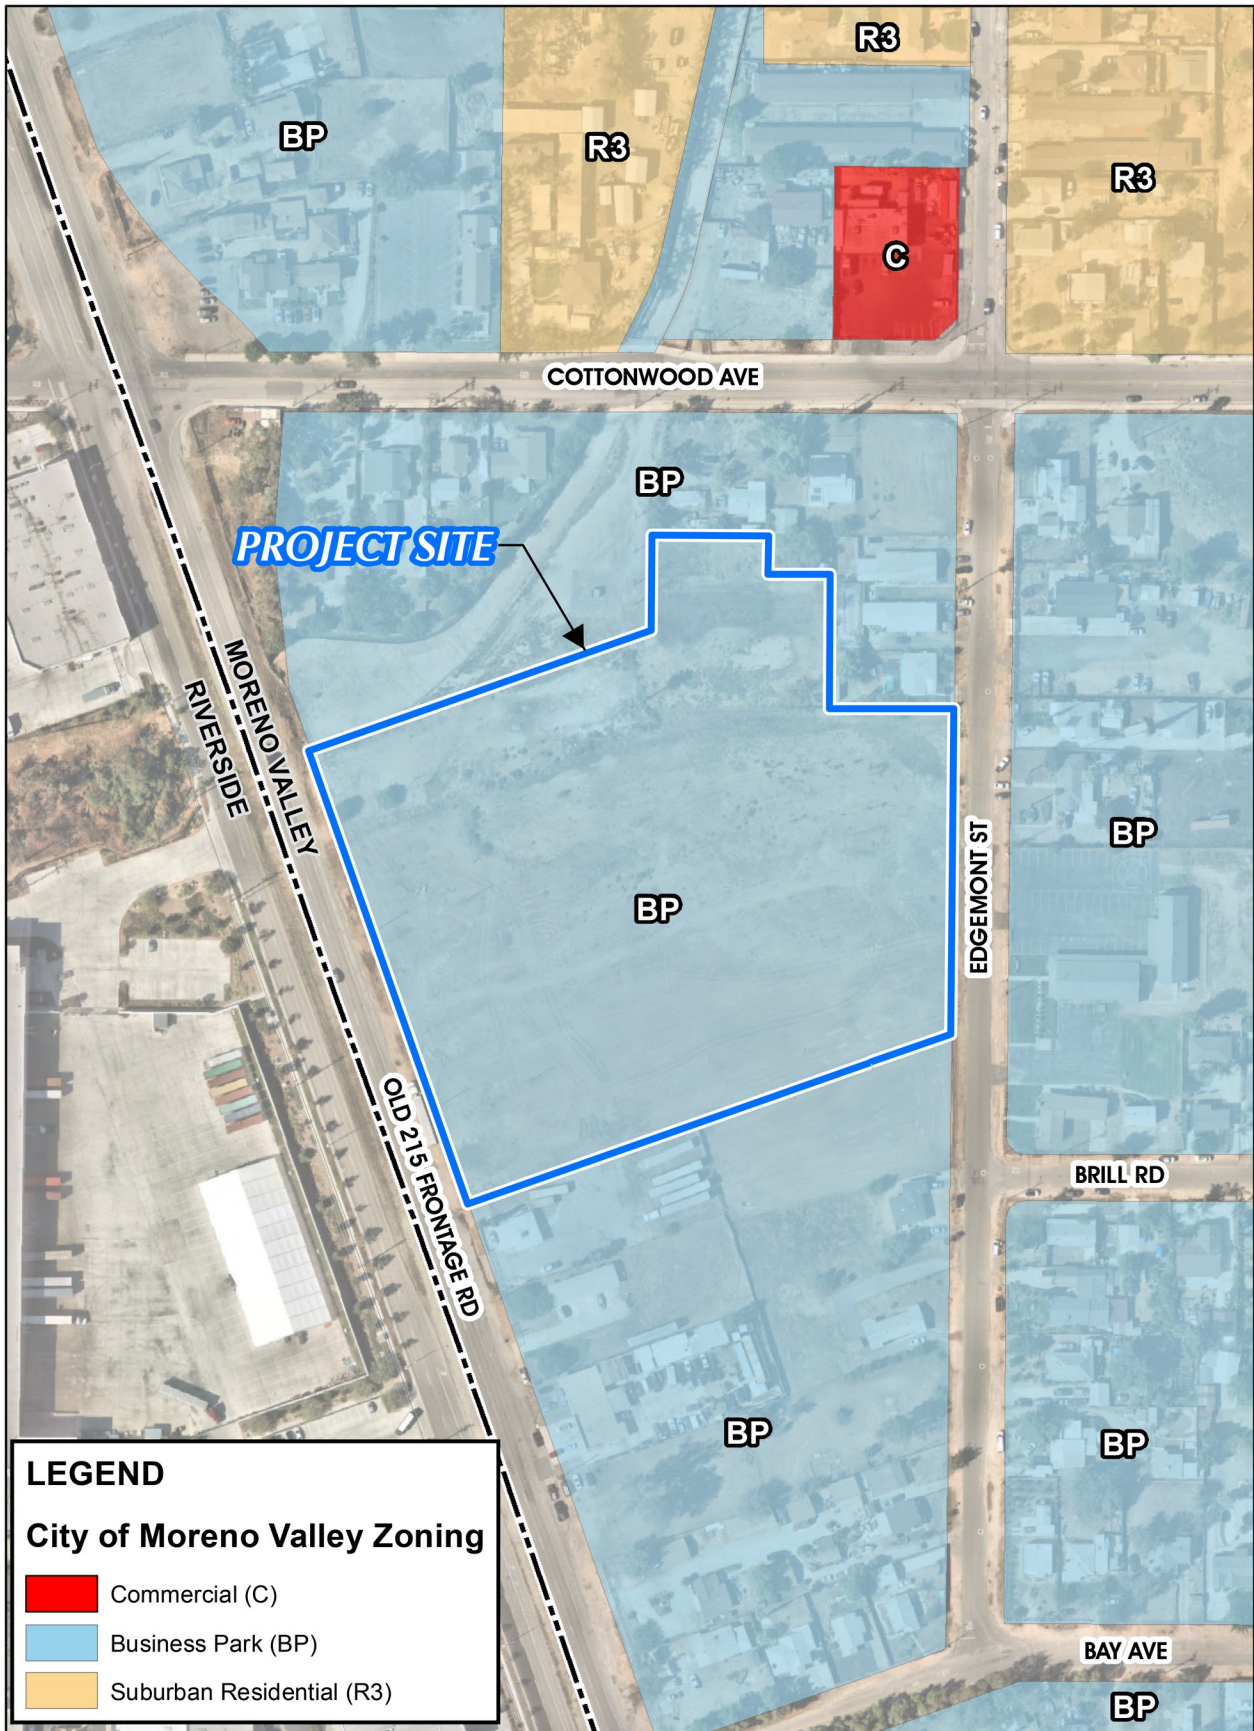 R3
BP
R3
R3
C
COTTONWOOD AVE
BP
PROJECT SITE
MORENO VALLEY
RIVERSIDE
BP
EDGEMONT ST
BP
OLD 215 FRONTAGE RD
BRILL RD
BP
BP
LEGEND
City of Moreno Valley Zoning
Commercial (C)
Business Park (BP)
Suburban Residential (R3)
BAY AVE
BP